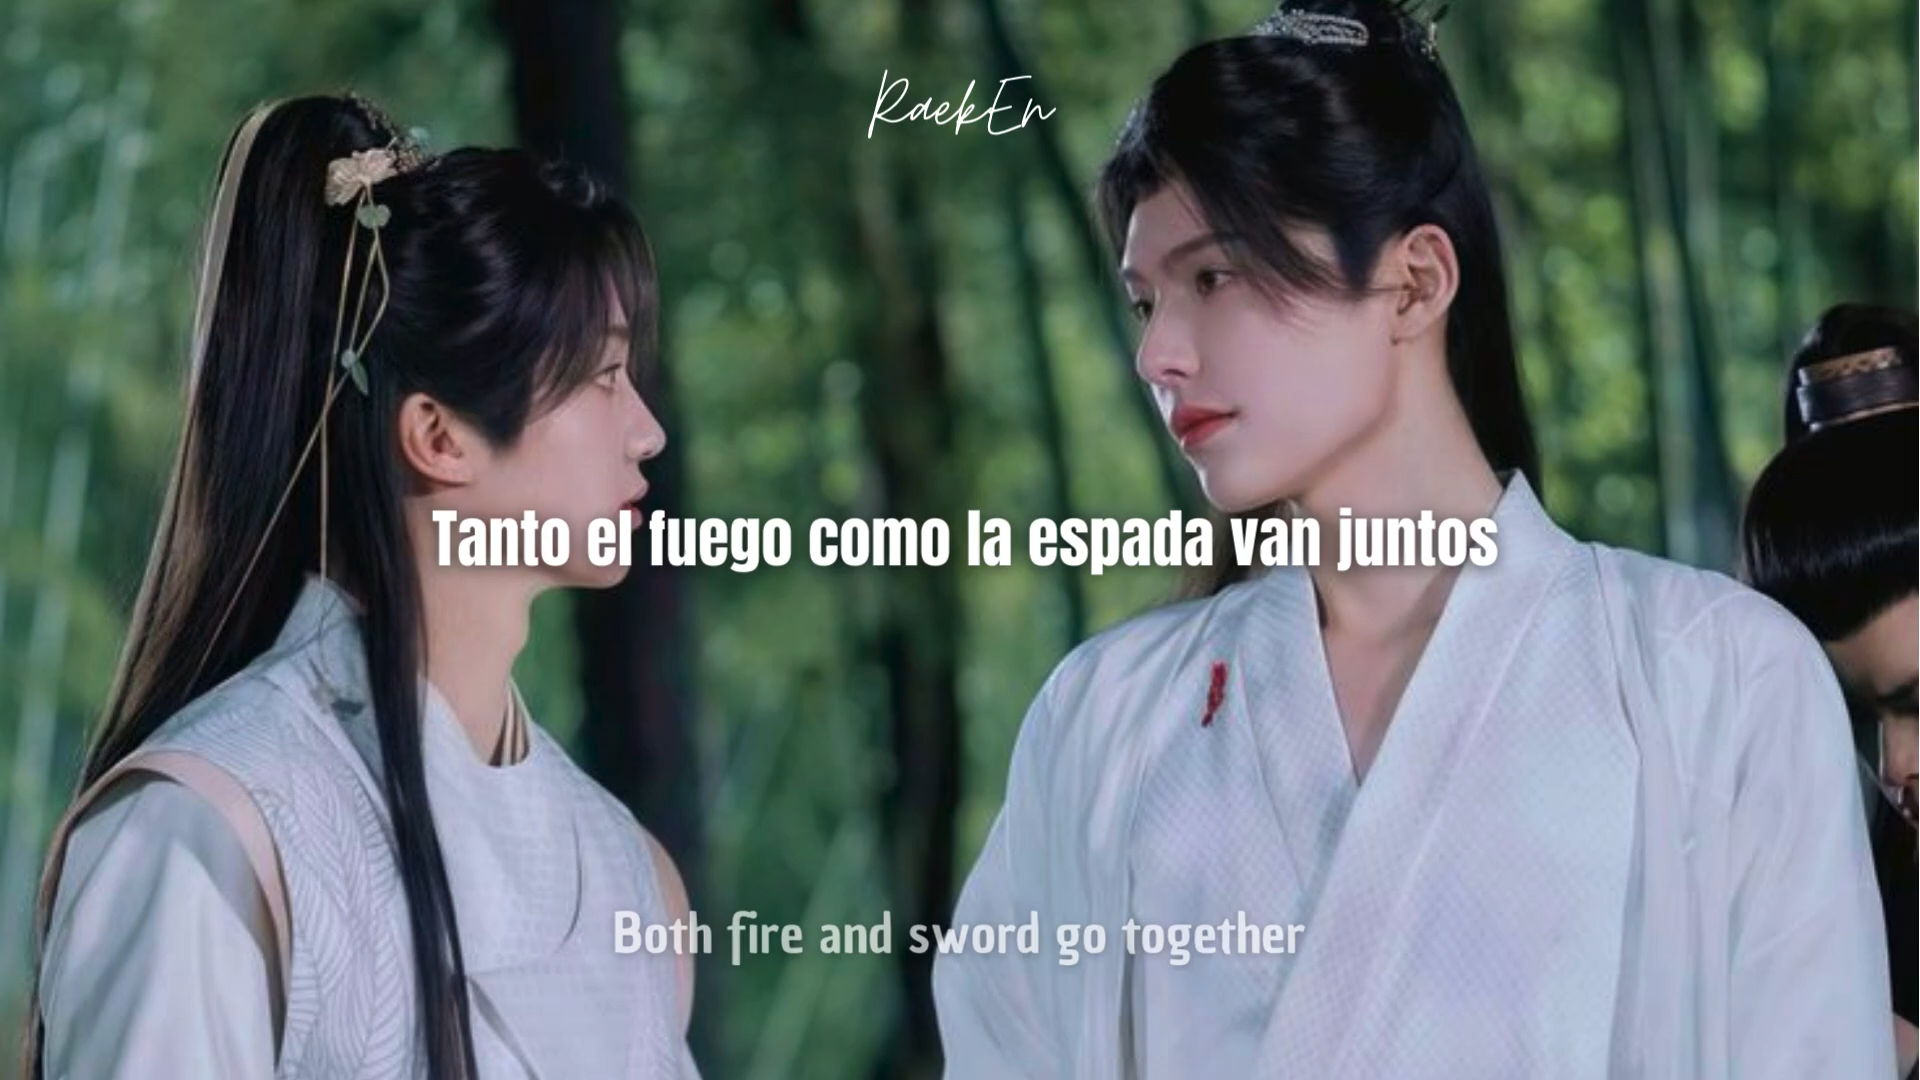 RaekEn
Tanto el fuego como la espada van juntos
Both fire and sword go together